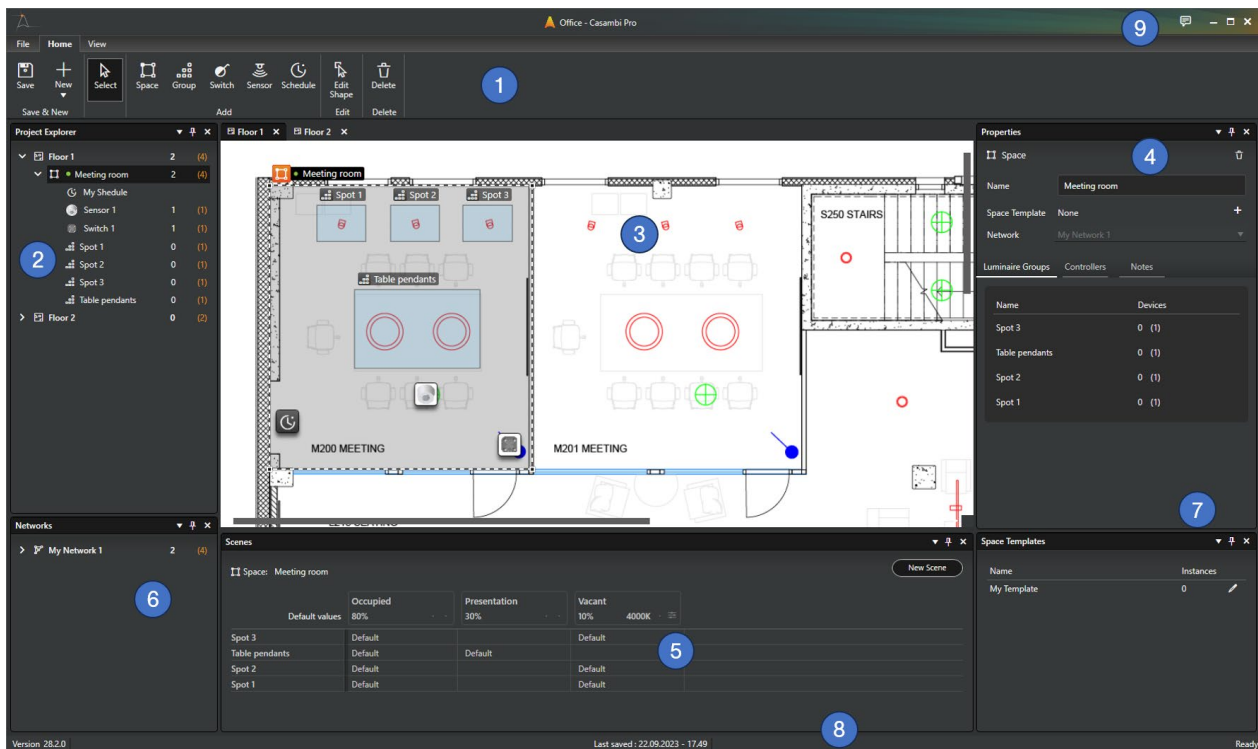 Office - Casambi Pro
9
File Home View
Save New Select Space Group Switch Sensor Schedule Edit Shape Delete
1
Save & New Add Edit Delete
Project Explorer
Floor 1 2 (4)
Meeting room 2 (4)
My Shedule
Sensor 1 1 (1)
Switch 1 1 (1)
Spot 1 0 (1)
Spot 2 0 (1)
Spot 3 0 (1)
Table pendants 0 (1)
Floor 2 0 (2)
2
Floor 1 Floor 2
Meeting room
Spot 1 Spot 2 Spot 3
3
S250 STAIRS
Table pendants
M200 MEETING
M201 MEETING
Properties
4
Space
Name Meeting room
Space Template None
Network My Network 1
Luminaire Groups Controllers Notes
Name Devices
Spot 3 0 (1)
Table pendants 0 (1)
Spot 2 0 (1)
Spot 1 0 (1)
7
Networks
My Network 1 2 (4)
6
Scenes
Space: Meeting room
New Scene
Occupied Presentation Vacant
Default values 80% - - 30% - - 10% 4000K -
Spot 3 Default Default
Table pendants Default Default
Spot 2 Default Default
Spot 1 Default Default
5
Space Templates
Name Instances
My Template 0
8
Version 28.2.0
Last saved : 22.09.2023 - 17.49
Ready